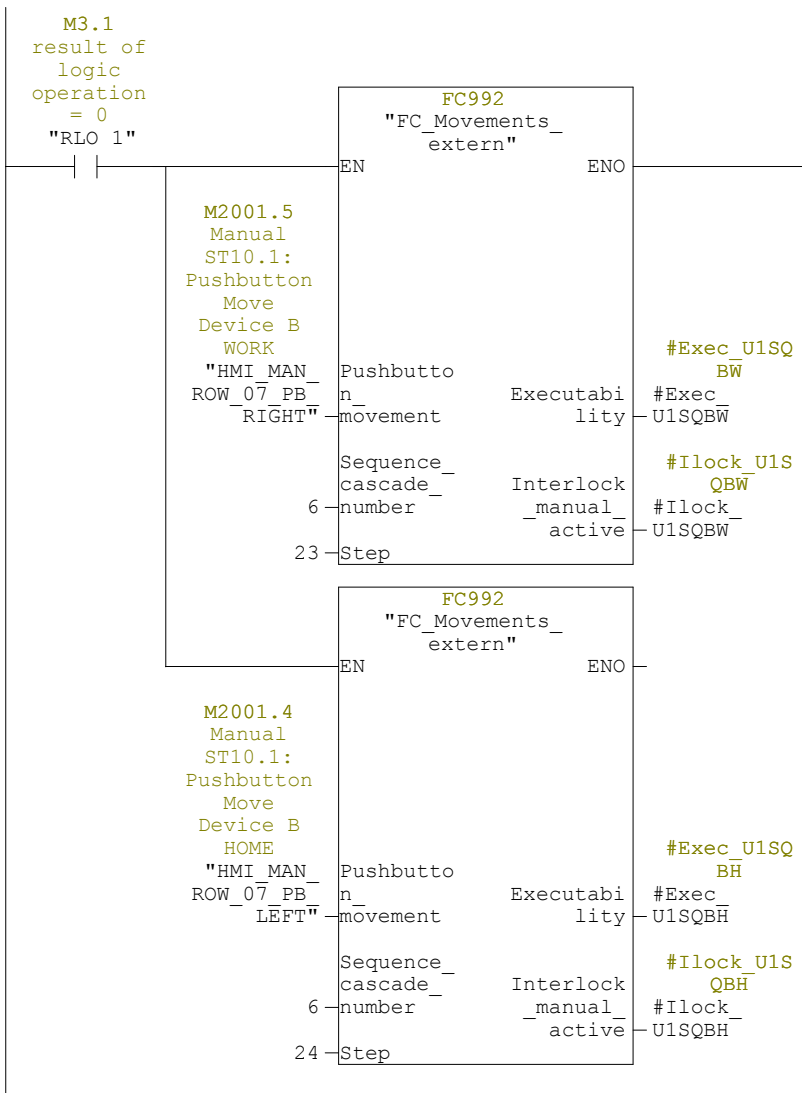 M3.1
result of
logic
operation
= 0
"RLO 1"
FC992
"FC_Movements_
extern"
EN
ENO
M2001.5
Manual
ST10.1:
Pushbutton
Move
Device B
WORK
"HMI_MAN_
ROW_07_PB_
RIGHT"
Pushbutto
n_
movement
Executabi
lity
#Exec_U1SQ
BW
#Exec_
U1SQBW
6
Sequence_
cascade_
number
Interlock
_manual_
active
#Ilock_U1S
QBW
#Ilock_
U1SQBW
23
Step
FC992
"FC_Movements_
extern"
EN
ENO
M2001.4
Manual
ST10.1:
Pushbutton
Move
Device B
HOME
"HMI_MAN_
ROW_07_PB_
LEFT"
Pushbutto
n_
movement
Executabi
lity
#Exec_U1SQ
BH
#Exec_
U1SQBH
6
Sequence_
cascade_
number
Interlock
_manual_
active
#Ilock_U1S
QBH
#Ilock_
U1SQBH
24
Step